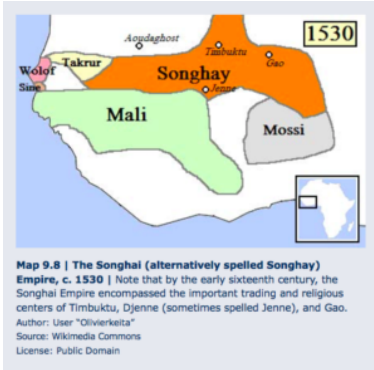 1530
Aoudaghost
Timbuktu
Gao
Takrur
Wolof
Songhay
Sine
Jenne
Mali
Mossi
Map 9.8 | The Songhai (alternatively spelled Songhay)
Empire, c. 1530 | Note that by the early sixteenth century, the
Songhai Empire encompassed the important trading and religious
centers of Timbuktu, Djenne (sometimes spelled Jenne), and Gao.
Author: User "Olivierkeita"
Source: Wikimedia Commons
License: Public Domain